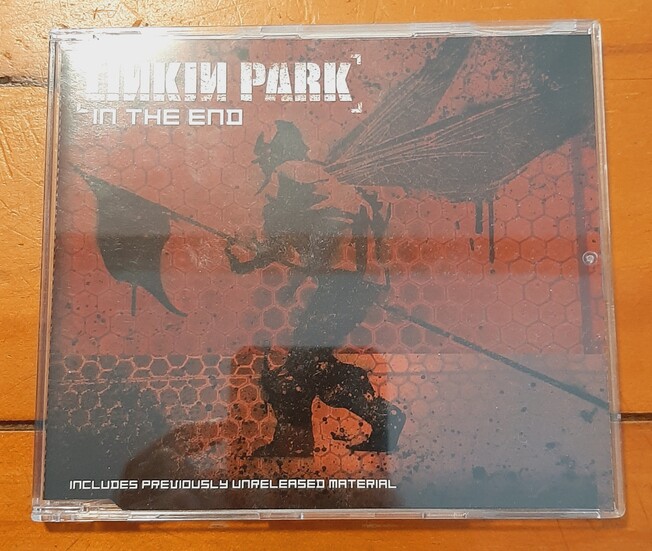 LINKIN PARK
IN THE END
INCLUDES PREVIOUSLY UNRELEASED MATERIAL